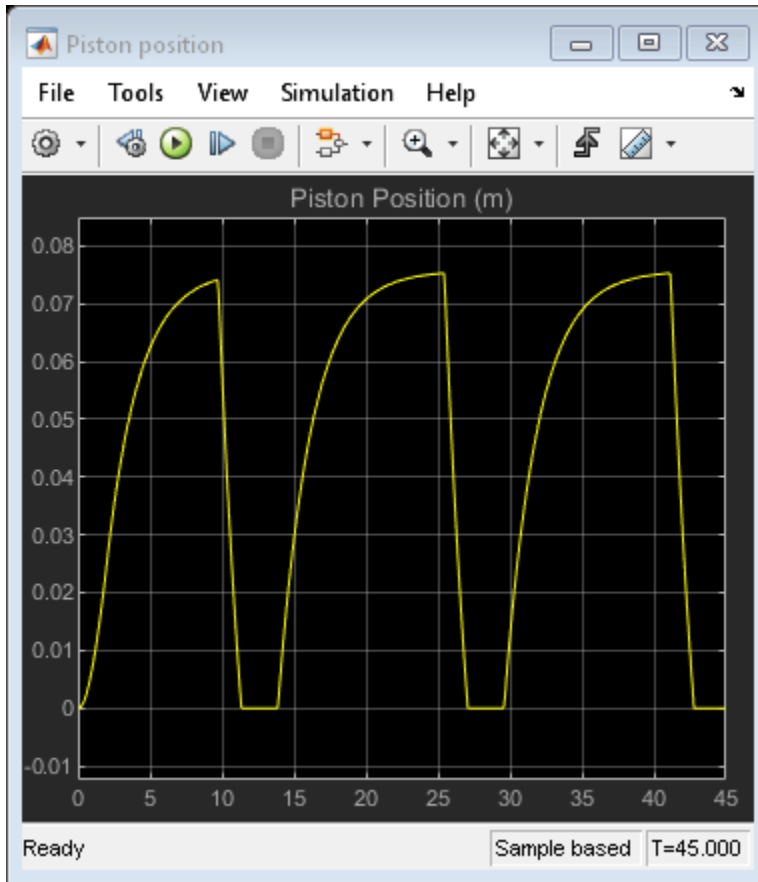 Piston position
File Tools View Simulation Help
Piston Position (m)
0.08
0.07
0.06
0.05
0.04
0.03
0.02
0.01
0
-0.01
0 5 10 15 20 25 30 35 40 45
Ready Sample based T=45.000